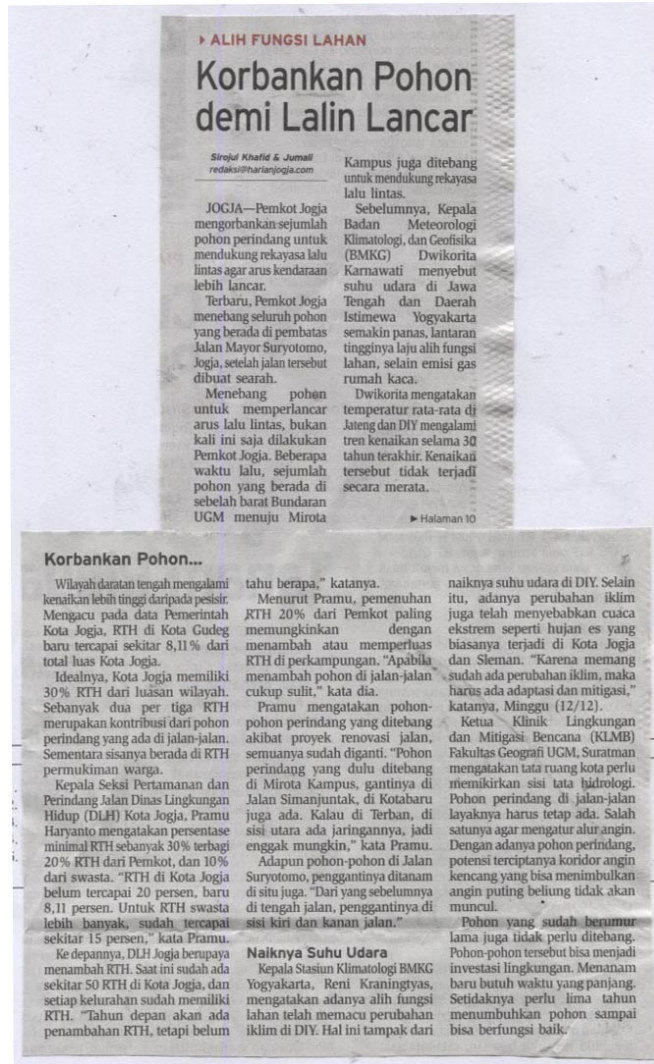 ▸ ALIH FUNGSI LAHAN
Korbankan Pohon
demi Lalin Lancar
Sirojul Khafid & Jumali
redaksi@harianjogja.com
JOGJA—Pemkot Jogja
mengorbankan sejumlah
pohon perindang untuk
mendukung rekayasa lalu
lintas agar arus kendaraan
lebih lancar.
Terbaru, Pemkot Jogja
menebang seluruh pohon
yang berada di pembatas
Jalan Mayor Suryotomo,
Jogja, setelah jalan tersebut
dibuat searah.
Menebang pohon
untuk memperlancar
arus lalu lintas, bukan
kali ini saja dilakukan
Pemkot Jogja. Beberapa
waktu lalu, sejumlah
pohon yang berada di
sebelah barat Bundaran
UGM menuju Mirota
Kampus juga ditebang
untuk mendukung rekayasa
lalu lintas.
Sebelumnya, Kepala
Badan Meteorologi
Klimatologi, dan Geofisika
(BMKG) Dwikorita
Karnawati menyebut
suhu udara di Jawa
Tengah dan Daerah
Istimewa Yogyakarta
semakin panas, lantaran
tingginya laju alih fungsi
lahan, selain emisi gas
rumah kaca.
Dwikorita mengatakan
temperatur rata-rata di
Jateng dan DIY mengalami
tren kenaikan selama 30
tahun terakhir. Kenaikan
tersebut tidak terjadi
secara merata.
▸ Halaman 10
Korbankan Pohon...
Wilayah daratan tengah mengalami
kenaikan lebih tinggi daripada pesisir.
Mengacu pada data Pemerintah
Kota Jogja, RTH di Kota Gudeg
baru tercapai sekitar 8,11% dari
total luas Kota Jogja.
Idealnya, Kota Jogja memiliki
30% RTH dari luasan wilayah.
Sebanyak dua per tiga RTH
merupakan kontribusi dari pohon
perindang yang ada di jalan-jalan.
Sementara sisanya berada di RTH
permukiman warga.
Kepala Seksi Pertamanan dan
Perindang Jalan Dinas Lingkungan
Hidup (DLH) Kota Jogja, Pramu
Haryanto mengatakan persentase
minimal RTH sebanyak 30% terbagi
20% RTH dari Pemkot, dan 10%
dari swasta. “RTH di Kota Jogja
belum tercapai 20 persen, baru
8,11 persen. Untuk RTH swasta
lebih banyak, sudah tercapai
sekitar 15 persen,” kata Pramu.
Ke depannya, DLH Jogja berupaya
menambah RTH. Saat ini sudah ada
sekitar 50 RTH di Kota Jogja, dan
setiap kelurahan sudah memiliki
RTH. “Tahun depan akan ada
penambahan RTH, tetapi belum
tahu berapa,” katanya.
Menurut Pramu, pemenuhan
RTH 20% dari Pemkot paling
memungkinkan dengan
menambah atau memperluas
RTH di perkampungan. “Apabila
menambah pohon di jalan-jalan
cukup sulit,” kata dia.
Pramu mengatakan pohon-
pohon perindang yang ditebang
akibat proyek renovasi jalan,
semuanya sudah diganti. “Pohon
perindang yang dulu ditebang
di Mirota Kampus, gantinya di
Jalan Simanjuntak, di Kotabaru
juga ada. Kalau di Terban, di
sisi utara ada jaringannya, jadi
enggak mungkin,” kata Pramu.
Adapun pohon-pohon di Jalan
Suryotomo, penggantinya ditanam
di situ juga. “Dari yang sebelumnya
di tengah jalan, penggantinya di
sisi kiri dan kanan jalan.”
Naiknya Suhu Udara
Kepala Stasiun Klimatologi BMKG
Yogyakarta, Reni Kraningtyas,
mengatakan adanya alih fungsi
lahan telah memacu perubahan
iklim di DIY. Hal ini tampak dari
naiknya suhu udara di DIY. Selain
itu, adanya perubahan iklim
juga telah menyebabkan cuaca
ekstrem seperti hujan es yang
biasanya terjadi di Kota Jogja
dan Sleman. “Karena memang
sudah ada perubahan iklim, maka
harus ada adaptasi dan mitigasi,”
katanya, Minggu (12/12).
Ketua Klinik Lingkungan
dan Mitigasi Bencana (KLMB)
Fakultas Geografi UGM, Suratman
mengatakan tata ruang kota perlu
memikirkan sisi tata hidrologi.
Pohon perindang di jalan-jalan
layaknya harus tetap ada. Salah
satunya agar mengatur alur angin.
Dengan adanya pohon perindang,
potensi terciptanya koridor angin
kencang yang bisa menimbulkan
angin puting beliung tidak akan
muncul.
Pohon yang sudah berumur
lama juga tidak perlu ditebang.
Pohon-pohon tersebut bisa menjadi
investasi lingkungan. Menanam
baru butuh waktu yang panjang.
Setidaknya perlu lima tahun
menumbuhkan pohon sampai
bisa berfungsi baik.